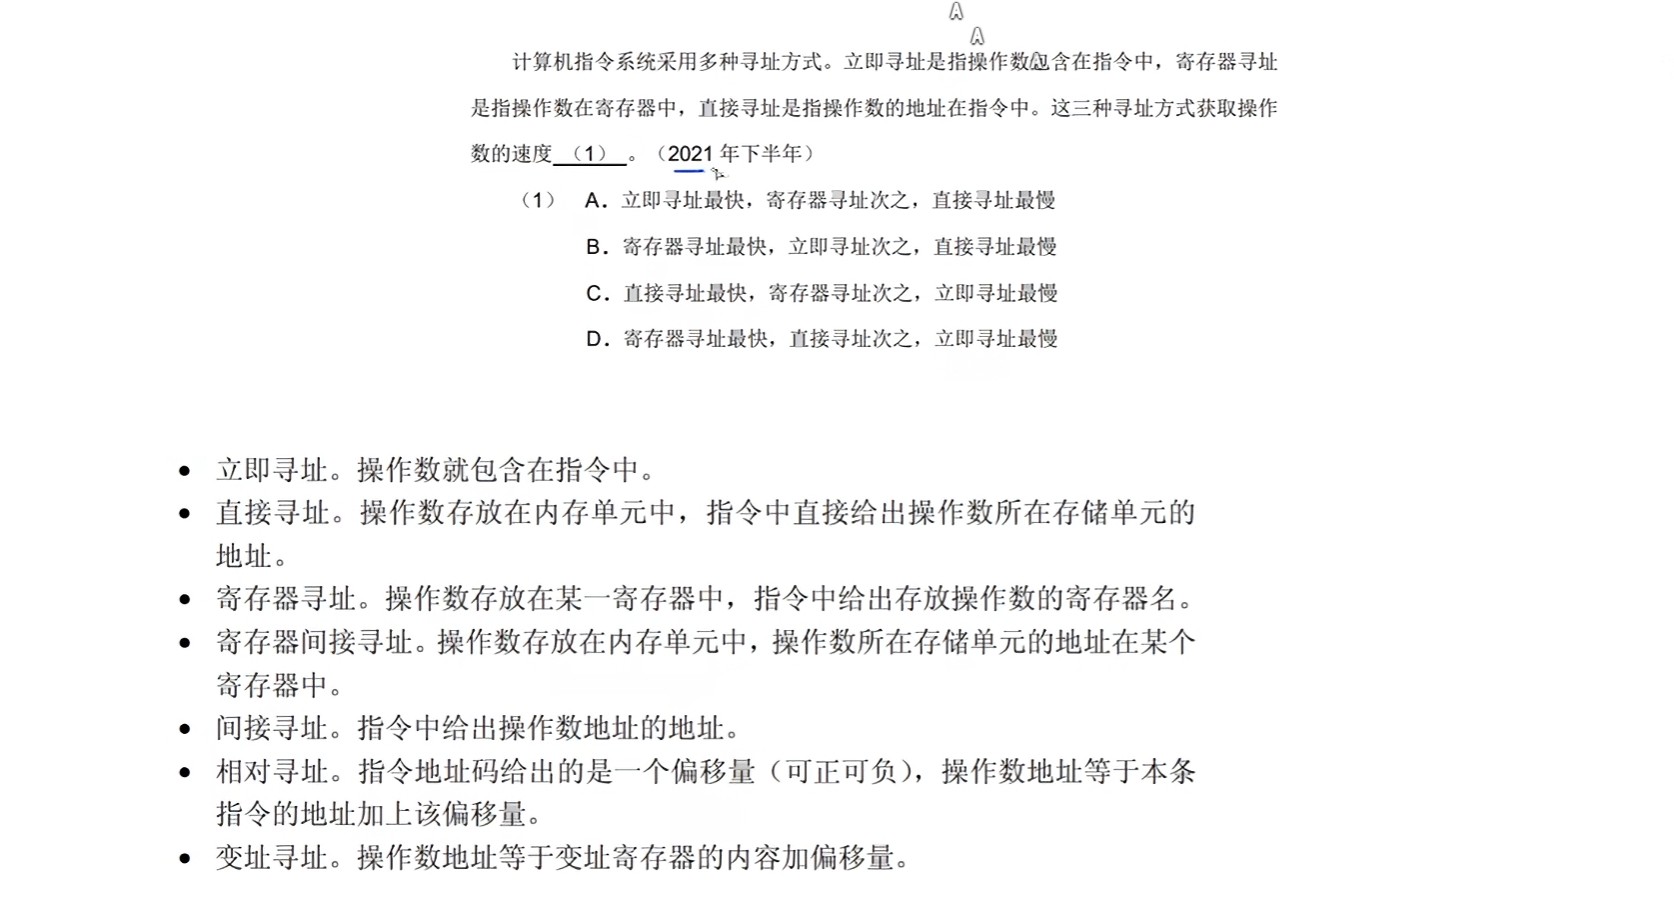 A
A
计算机指令系统采用多种寻址方式。立即寻址是指操作数包含在指令中，寄存器寻址
是指操作数在寄存器中，直接寻址是指操作数的地址在指令中。这三种寻址方式获取操作
数的速度 （1） 。（2021 年下半年）
（1） A. 立即寻址最快，寄存器寻址次之，直接寻址最慢
B. 寄存器寻址最快，立即寻址次之，直接寻址最慢
C. 直接寻址最快，寄存器寻址次之，立即寻址最慢
D. 寄存器寻址最快，直接寻址次之，立即寻址最慢
• 立即寻址。操作数就包含在指令中。
• 直接寻址。操作数存放在内存单元中，指令中直接给出操作数所在存储单元的
地址。
• 寄存器寻址。操作数存放在某一寄存器中，指令中给出存放操作数的寄存器名。
• 寄存器间接寻址。操作数存放在内存单元中，操作数所在存储单元的地址在某个
寄存器中。
• 间接寻址。指令中给出操作数地址的地址。
• 相对寻址。指令地址码给出的是一个偏移量（可正可负），操作数地址等于本条
指令的地址加上该偏移量。
• 变址寻址。操作数地址等于变址寄存器的内容加偏移量。